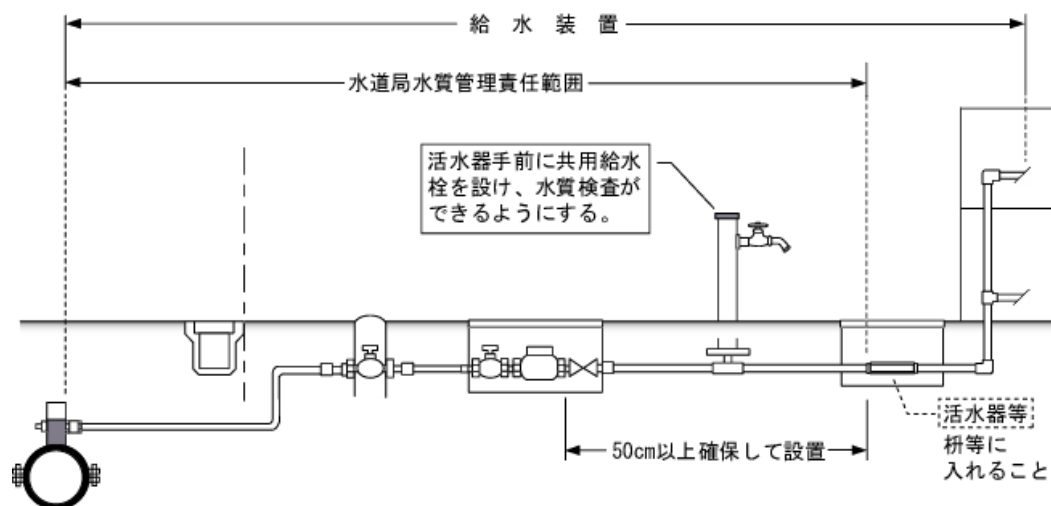 給水装置
水道局水質管理責任範囲
活水器手前に共用給水
栓を設け、水質検査が
できるようにする。
活水器等
50cm以上確保して設置
枡等に
入れること